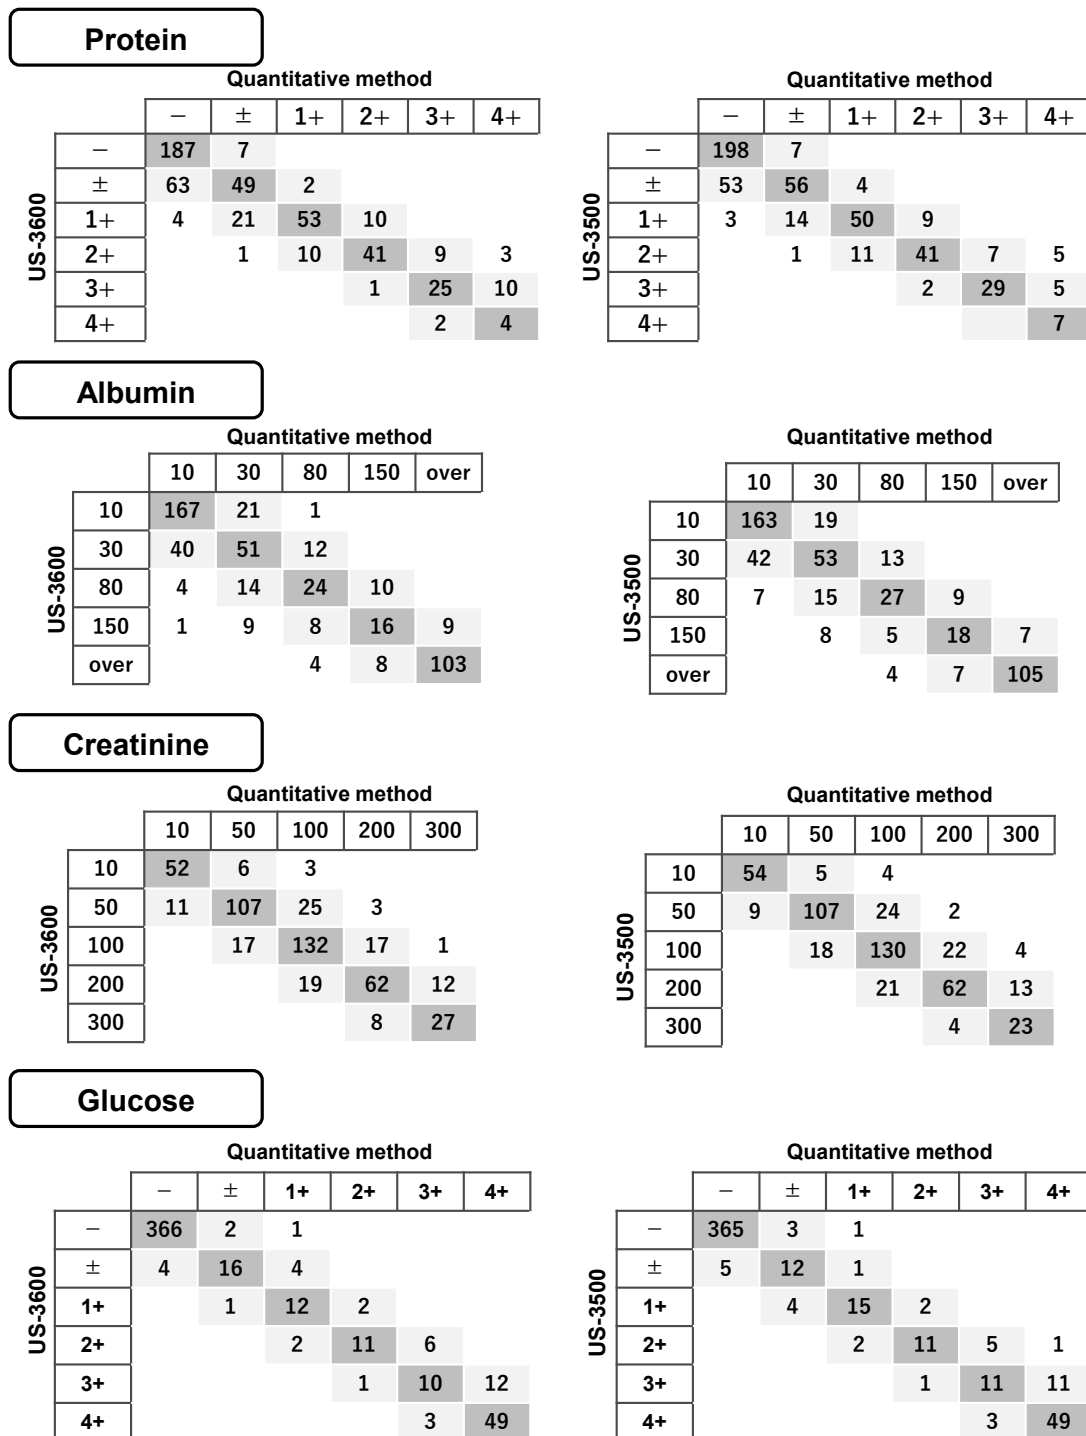 Protein
Quantitative method Quantitative method
− ± 1+ 2+ 3+ 4+ − ± 1+ 2+ 3+ 4+
− 187 7 − 198 7
± 63 49 2 ± 53 56 4
1+ 4 21 53 10 1+ 3 14 50 9
2+ 1 10 41 9 3 2+ 1 11 41 7 5
3+ 1 25 10 3+ 2 29 5
4+ 2 4 4+ 7
US-3600 US-3500
Albumin
Quantitative method Quantitative method
10 30 80 150 over 10 30 80 150 over
10 167 21 1 10 163 19
30 40 51 12 30 42 53 13
80 4 14 24 10 80 7 15 27 9
150 1 9 8 16 9 150 8 5 18 7
over 4 8 103 over 4 7 105
US-3600 US-3500
Creatinine
Quantitative method Quantitative method
10 50 100 200 300 10 50 100 200 300
10 52 6 3 10 54 5 4
50 11 107 25 3 50 9 107 24 2
100 17 132 17 1 100 18 130 22 4
200 19 62 12 200 21 62 13
300 8 27 300 4 23
US-3600 US-3500
Glucose
Quantitative method Quantitative method
− ± 1+ 2+ 3+ 4+ − ± 1+ 2+ 3+ 4+
− 366 2 1 − 365 3 1
± 4 16 4 ± 5 12 1
1+ 1 12 2 1+ 4 15 2
2+ 2 11 6 2+ 2 11 5 1
3+ 1 10 12 3+ 1 11 11
4+ 3 49 4+ 3 49
US-3600 US-3500